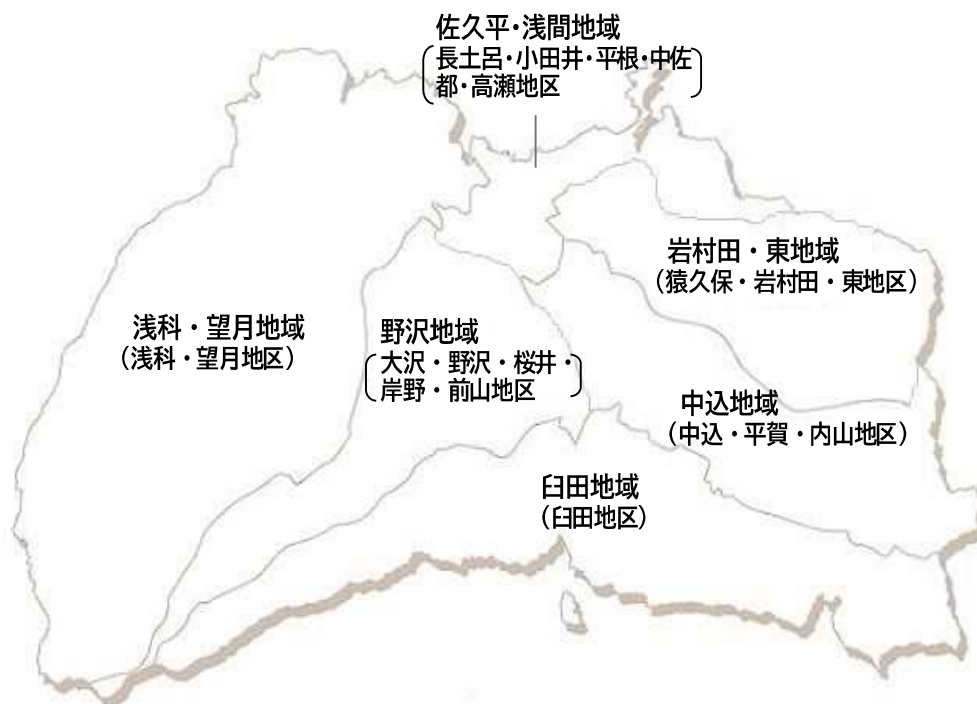 佐久平・浅間地域
長土呂・小田井・平根・中佐
都・高瀬地区
岩村田・東地域
(猿久保・岩村田・東地区)
浅科・望月地域
(浅科・望月地区)
野沢地域
大沢・野沢・桜井・
岸野・前山地区
中込地域
(中込・平賀・内山地区)
臼田地域
(臼田地区)